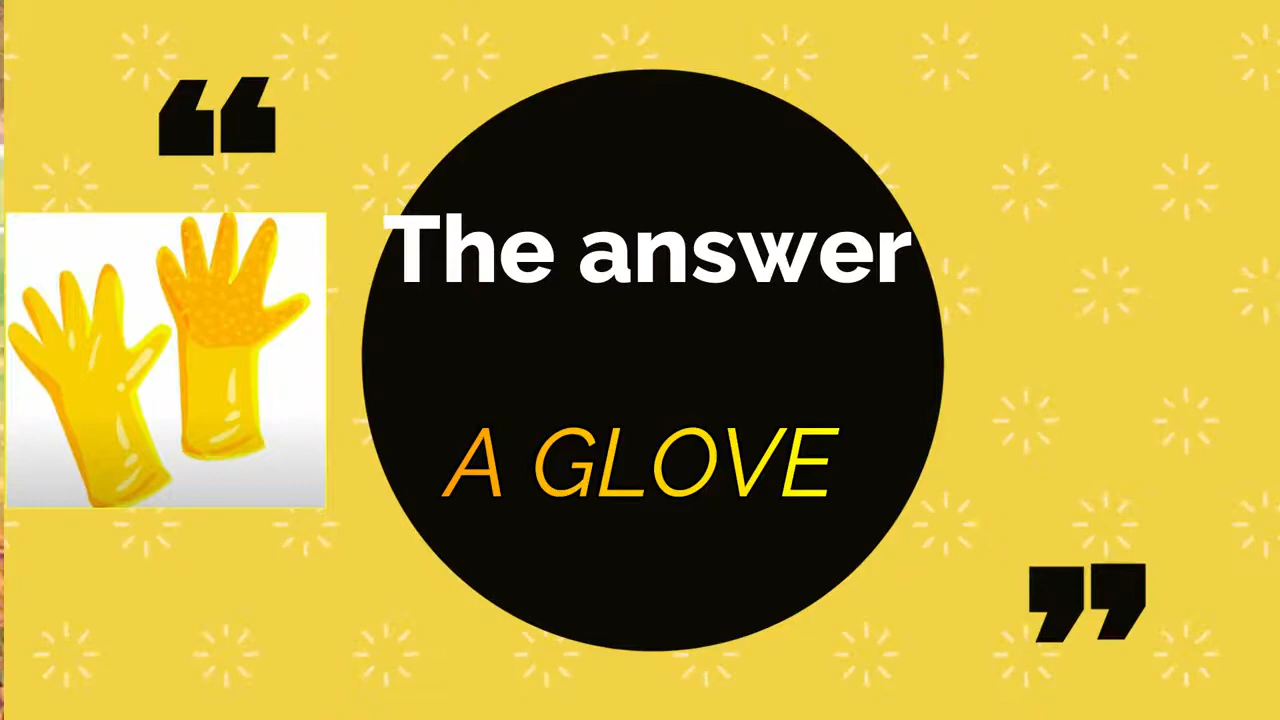 “
The answer
A GLOVE
”